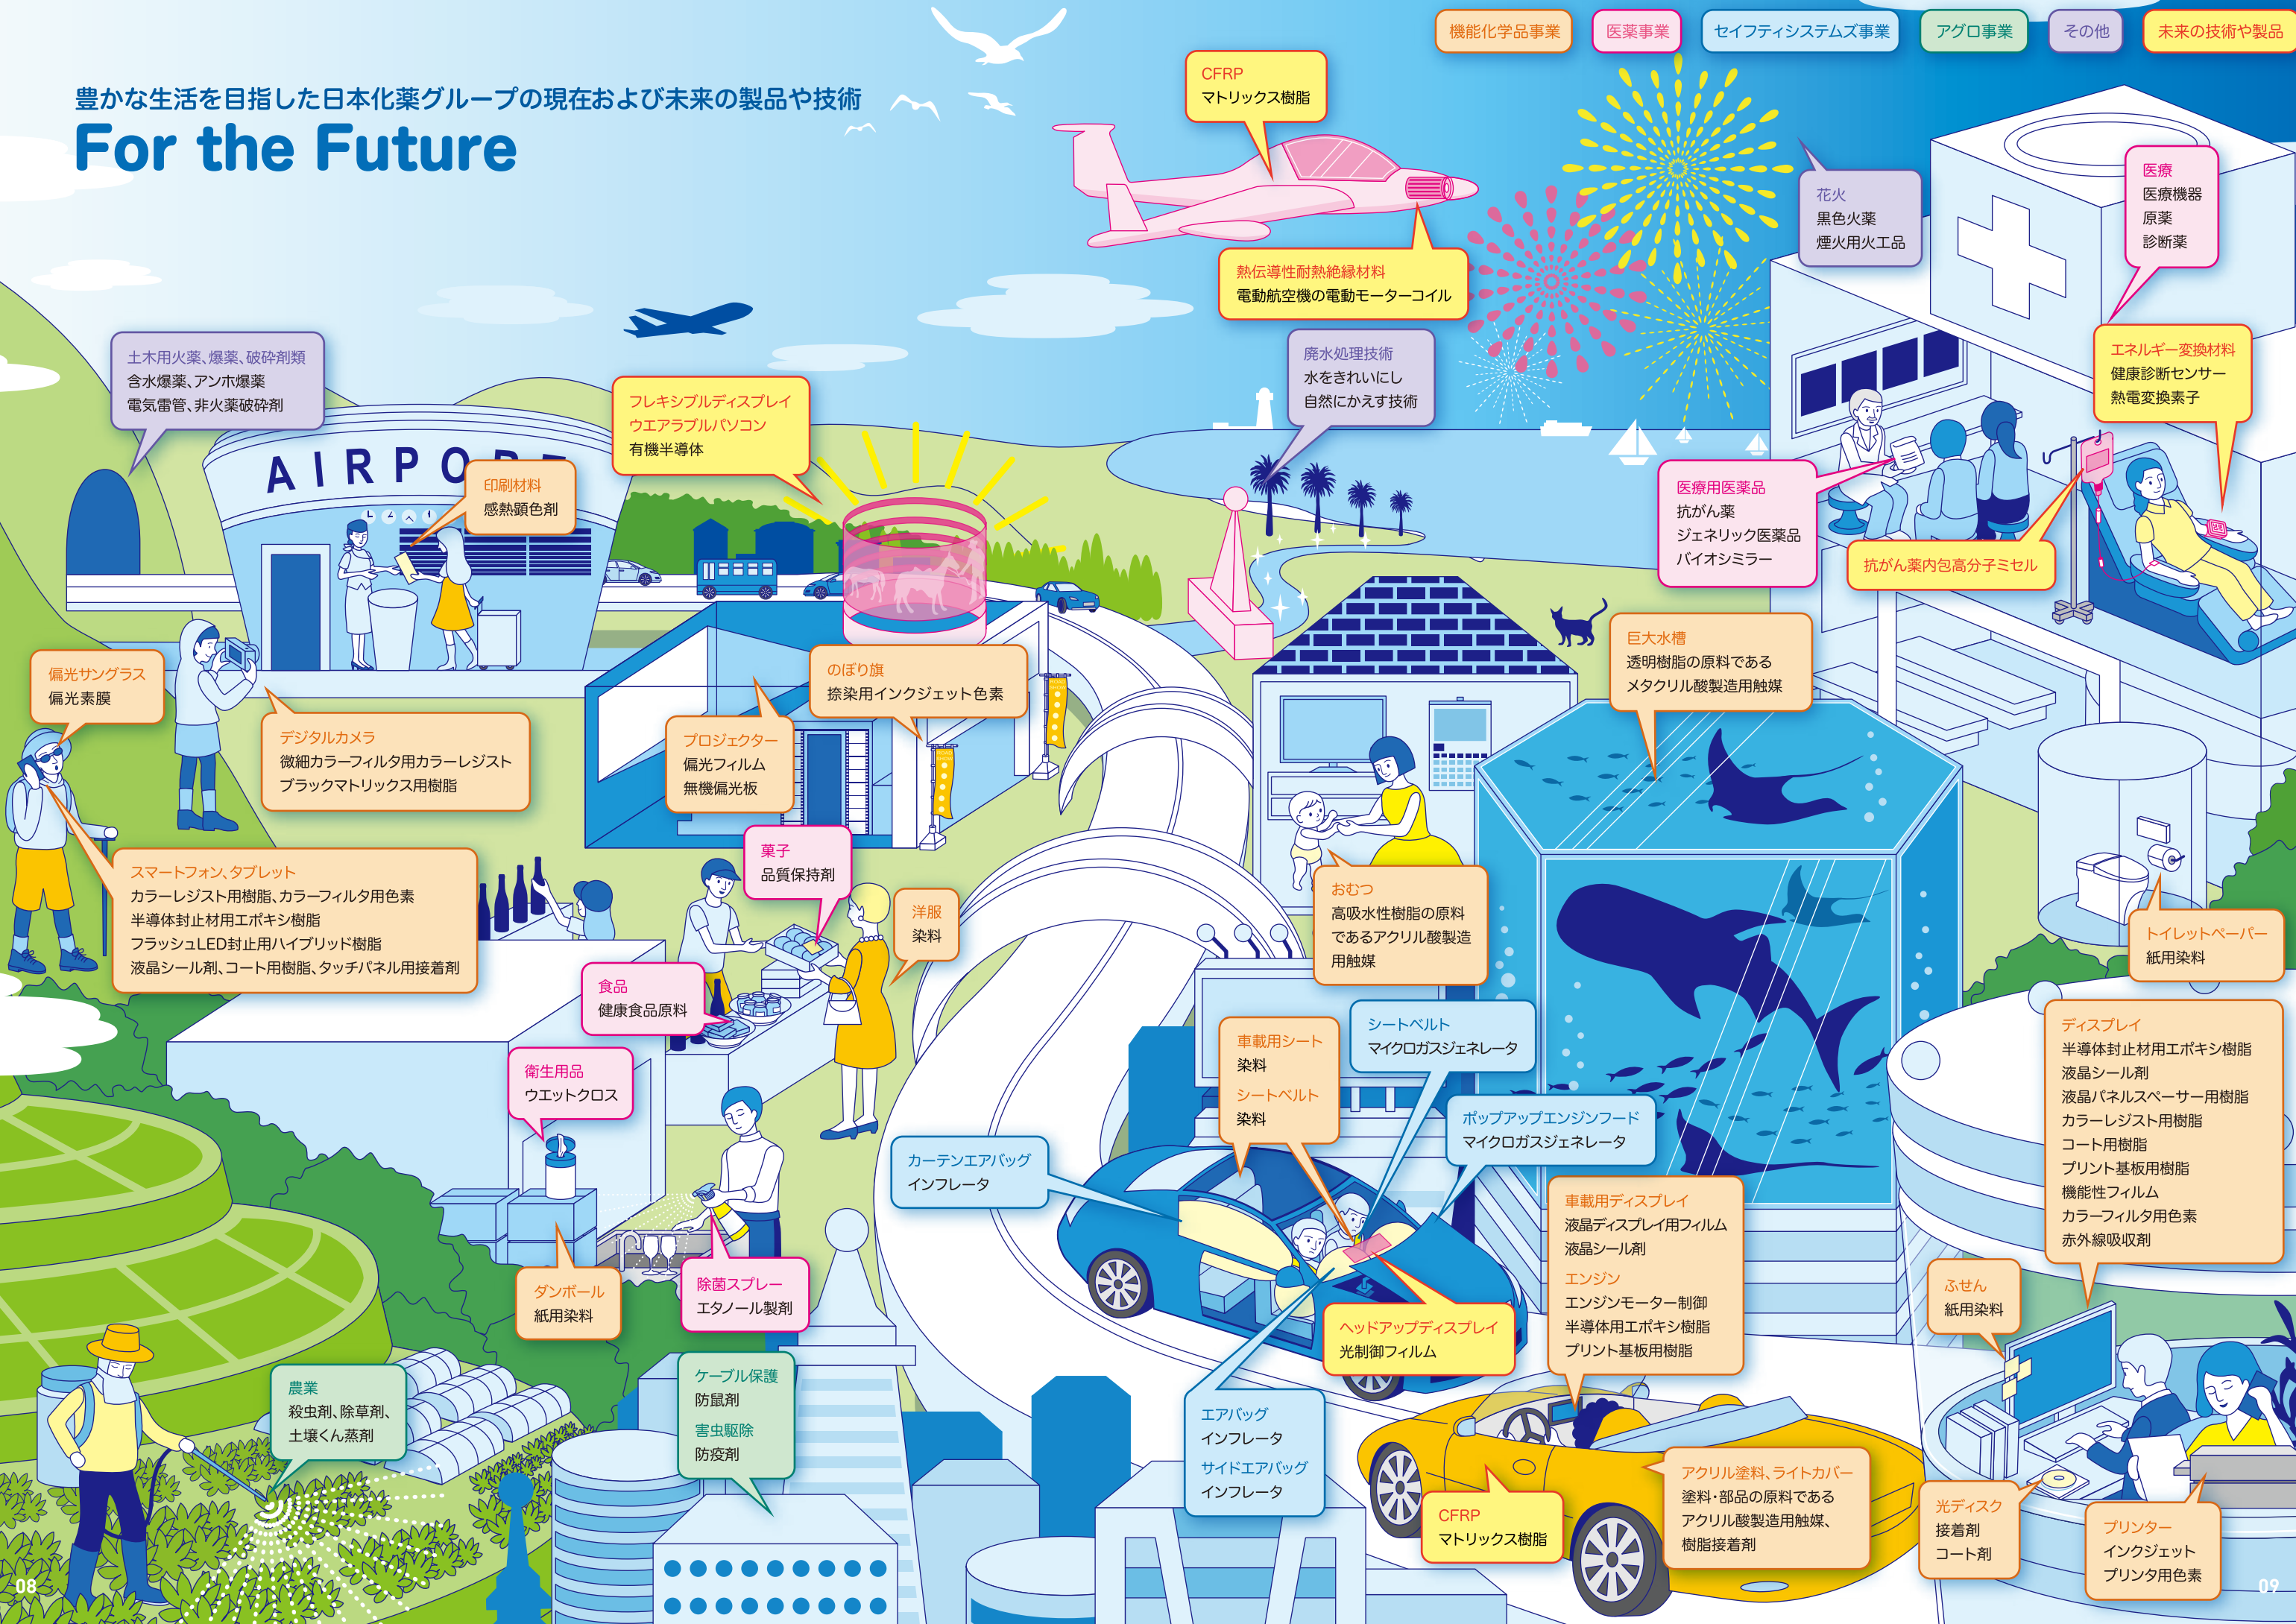 機能化学品事業
医薬事業
セイフティシステムズ事業
アグロ事業
その他
未来の技術や製品
豊かな生活を目指した日本化薬グループの現在および未来の製品や技術
For the Future
CFRP
マトリックス樹脂
熱伝導性耐熱絶縁材料
電動航空機の電動モーターコイル
花火
黒色火薬
煙火用火工品
医療
医療機器
原薬
診断薬
土木用火薬、爆薬、破砕剤類
含水爆薬、アンホ爆薬
電気雷管、非火薬破砕剤
フレキシブルディスプレイ
ウエアラブルパソコン
有機半導体
廃水処理技術
水をきれいにし
自然にかえす技術
エネルギー変換材料
健康診断センサー
熱電変換素子
AIRPORT
印刷材料
感熱顕色剤
医療用医薬品
抗がん薬
ジェネリック医薬品
バイオシミラー
抗がん薬内包高分子ミセル
偏光サングラス
偏光素膜
デジタルカメラ
微細カラーフィルタ用カラーレジスト
ブラックマトリックス用樹脂
プロジェクター
偏光フィルム
無機偏光板
のぼり旗
捺染用インクジェット色素
巨大水槽
透明樹脂の原料である
メタクリル酸製造用触媒
スマートフォン、タブレット
カラーレジスト用樹脂、カラーフィルタ用色素
半導体封止材用エポキシ樹脂
フラッシュLED封止用ハイブリッド樹脂
液晶シール剤、コート用樹脂、タッチパネル用接着剤
菓子
品質保持剤
洋服
染料
おむつ
高吸水性樹脂の原料
であるアクリル酸製造
用触媒
トイレットペーパー
紙用染料
食品
健康食品原料
衛生用品
ウエットクロス
車載用シート
染料
シートベルト
染料
シートベルト
マイクロガスジェネレータ
ポップアップエンジンフード
マイクロガスジェネレータ
ディスプレイ
半導体封止材用エポキシ樹脂
液晶シール剤
液晶パネルスペーサー用樹脂
カラーレジスト用樹脂
コート用樹脂
プリント基板用樹脂
機能性フィルム
カラーフィルタ用色素
赤外線吸収剤
カーテンエアバッグ
インフレータ
車載用ディスプレイ
液晶ディスプレイ用フィルム
液晶シール剤
エンジン
エンジンモーター制御
半導体用エポキシ樹脂
プリント基板用樹脂
ダンボール
紙用染料
除菌スプレー
エタノール製剤
ヘッドアップディスプレイ
光制御フィルム
ふせん
紙用染料
農業
殺虫剤、除草剤、
土壌くん蒸剤
ケーブル保護
防鼠剤
害虫駆除
防疫剤
エアバッグ
インフレータ
サイドエアバッグ
インフレータ
CFRP
マトリックス樹脂
アクリル塗料、ライトカバー
塗料・部品の原料である
アクリル酸製造用触媒、
樹脂接着剤
光ディスク
接着剤
コート剤
プリンター
インクジェット
プリンタ用色素
08
09